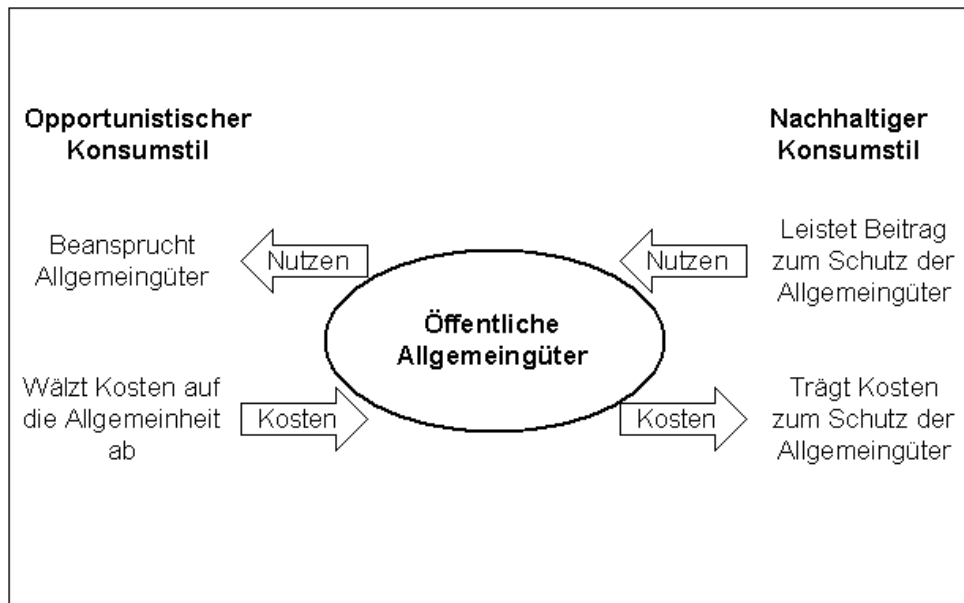 Opportunistischer
Konsumstil
Nachhaltiger
Konsumstil
Beansprucht
Allgemeingüter
Nutzen
Nutzen
Leistet Beitrag
zum Schutz der
Allgemeingüter
Öffentliche
Allgemeingüter
Wälzt Kosten auf
die Allgemeinheit
ab
Kosten
Kosten
Trägt Kosten
zum Schutz der
Allgemeingüter